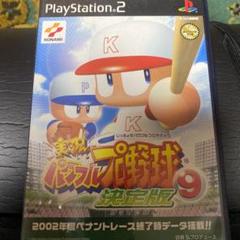 PlayStation 2
KONAMI
K
P
実況
パワフルプロ野球9
決定版
2002年度ペナントレース終了時データ搭載!!